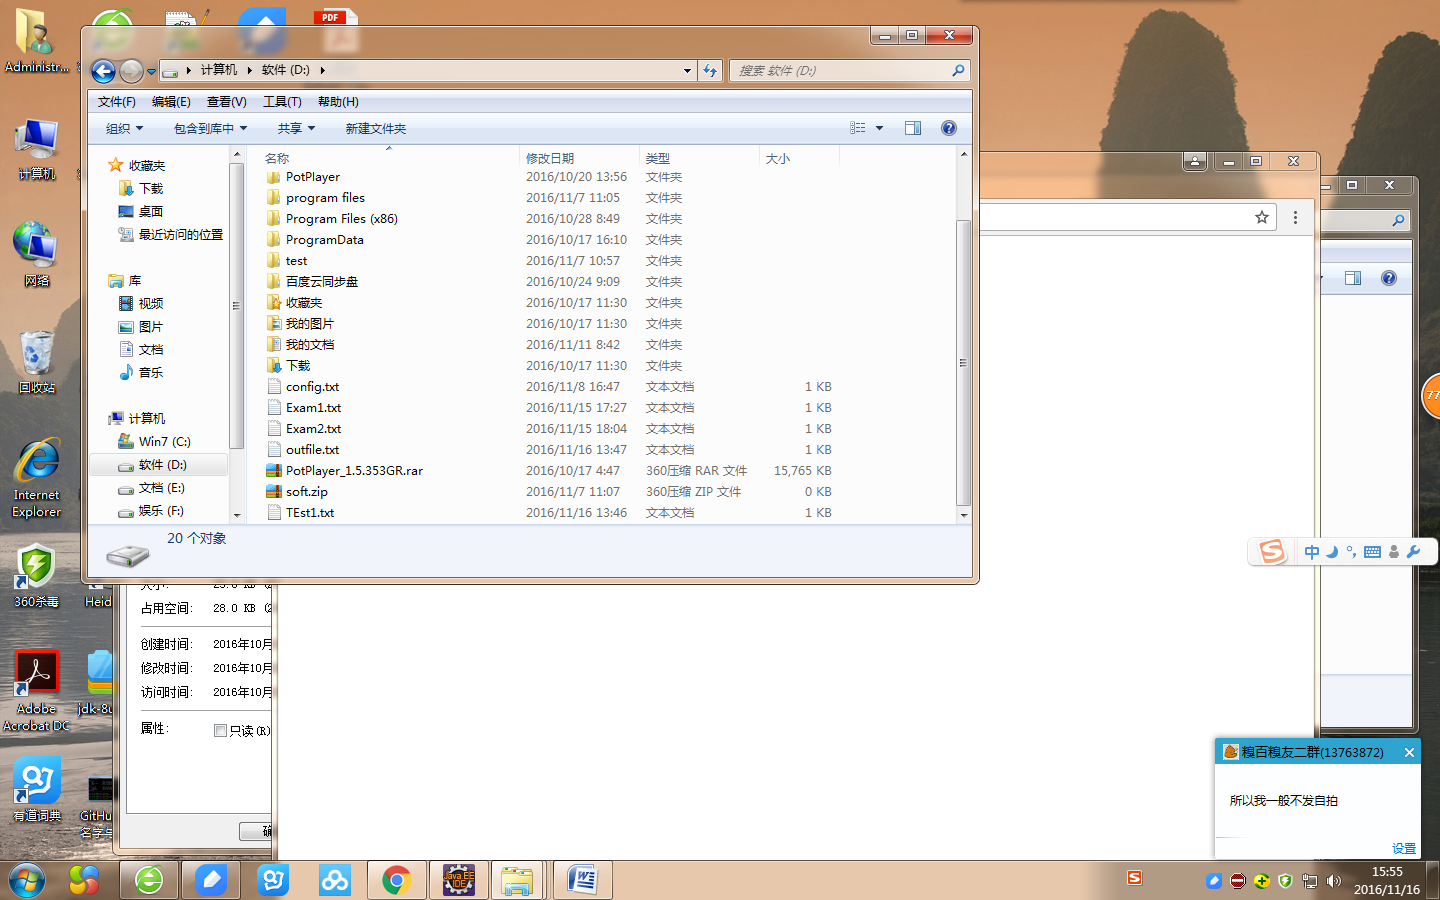 Administr...
计算机
网络
回收站
Internet
Explorer
360杀毒
Heid
Adobe
Acrobat DC
jdk-8u
有道词典
GitHu
名字与
PDF
计算机
软件 (D:)
搜索 软件 (D:)
文件(F)
编辑(E)
查看(V)
工具(T)
帮助(H)
组织
包含到库中
共享
新建文件夹
收藏夹
下载
桌面
最近访问的位置
库
视频
图片
文档
音乐
计算机
Win7 (C:)
软件 (D:)
文档 (E:)
娱乐 (F:)
名称 修改日期 类型 大小
PotPlayer 2016/10/20 13:56 文件夹
program files 2016/11/7 11:05 文件夹
Program Files (x86) 2016/10/28 8:49 文件夹
ProgramData 2016/10/17 16:10 文件夹
test 2016/11/7 10:57 文件夹
百度云同步盘 2016/10/24 9:09 文件夹
收藏夹 2016/10/17 11:30 文件夹
我的图片 2016/10/17 11:30 文件夹
我的文档 2016/11/11 8:42 文件夹
下载 2016/10/17 11:30 文件夹
config.txt 2016/11/8 16:47 文本文档 1 KB
Exam1.txt 2016/11/15 17:27 文本文档 1 KB
Exam2.txt 2016/11/15 18:04 文本文档 1 KB
outfile.txt 2016/11/16 13:47 文本文档 1 KB
PotPlayer_1.5.353GR.rar 2016/10/17 4:47 360压缩 RAR 文件 15,765 KB
soft.zip 2016/11/7 11:07 360压缩 ZIP 文件 0 KB
TEst1.txt 2016/11/16 13:46 文本文档 1 KB
20 个对象
占用空间: 28.0 KB (2
创建时间: 2016年10月
修改时间: 2016年10月
访问时间: 2016年10月
属性: 只读(R)
77
中
糗百糗友二群(13763872)
所以我一般不发自拍
设置
Java EE
IDE
15:55
2016/11/16